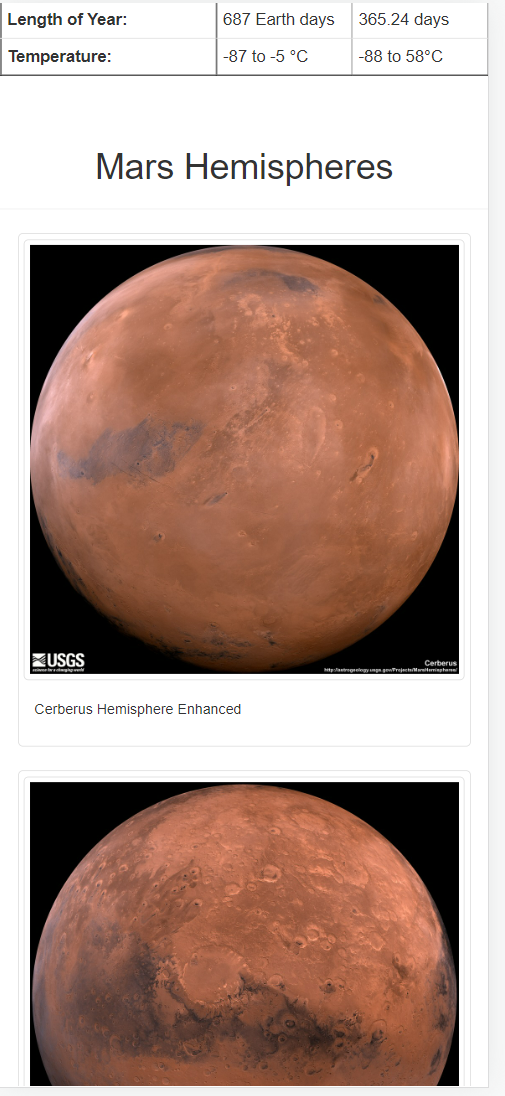 Length of Year: 687 Earth days 365.24 days
Temperature: -87 to -5 °C -88 to 58°C
Mars Hemispheres
USGS
science for a changing world
Cerberus
http://astrogeology.usgs.gov/Projects/MarsHemispheres/
Cerberus Hemisphere Enhanced